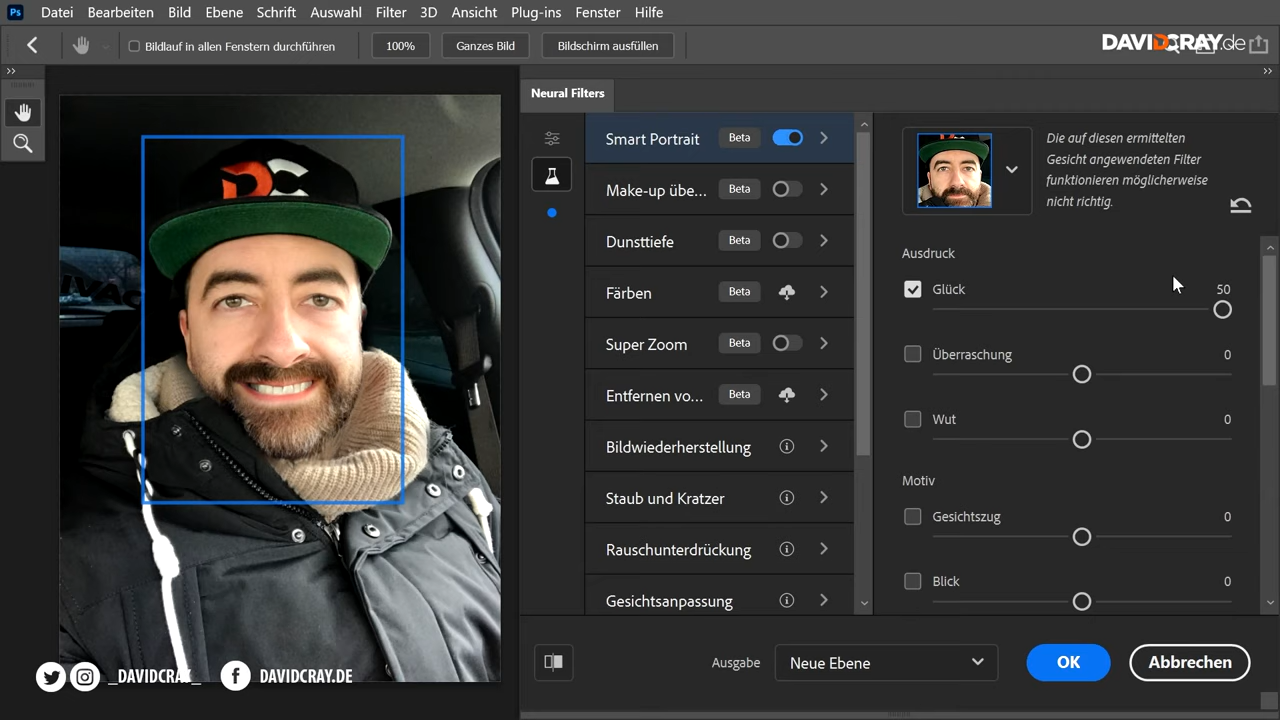 Ps Datei Bearbeiten Bild Ebene Schrift Auswahl Filter 3D Ansicht Plug-ins Fenster Hilfe
Bildlauf in allen Fenstern durchführen 100% Ganzes Bild Bildschirm ausfüllen
DAVIDCRAY.de
Neural Filters
Smart Portrait Beta
Make-up übe... Beta
Dunsttiefe Beta
Färben Beta
Super Zoom Beta
Entfernen vo... Beta
Bildwiederherstellung
Staub und Kratzer
Rauschunterdrückung
Gesichtsanpassung
Die auf diesen ermittelten
Gesicht angewendeten Filter
funktionieren möglicherweise
nicht richtig.
Ausdruck
Glück 50
Überraschung 0
Wut 0
Motiv
Gesichtszug 0
Blick 0
Ausgabe Neue Ebene OK Abbrechen
DC
_DAVIDCRAY_ DAVIDCRAY.DE